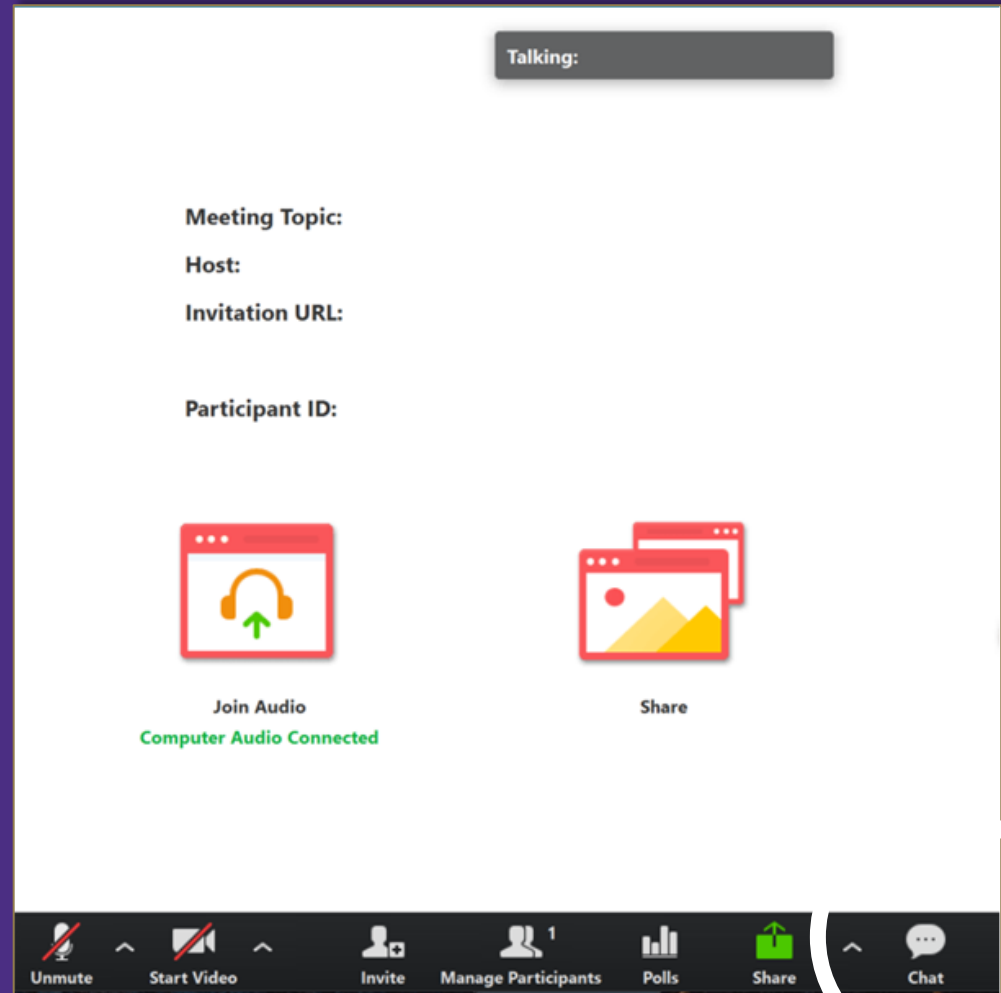 Talking:
Meeting Topic:
Host:
Invitation URL:
Participant ID:
Join Audio
Share
Computer Audio Connected
1
Unmute
Start Video
Invite
Manage Participants
Polls
Share
Chat